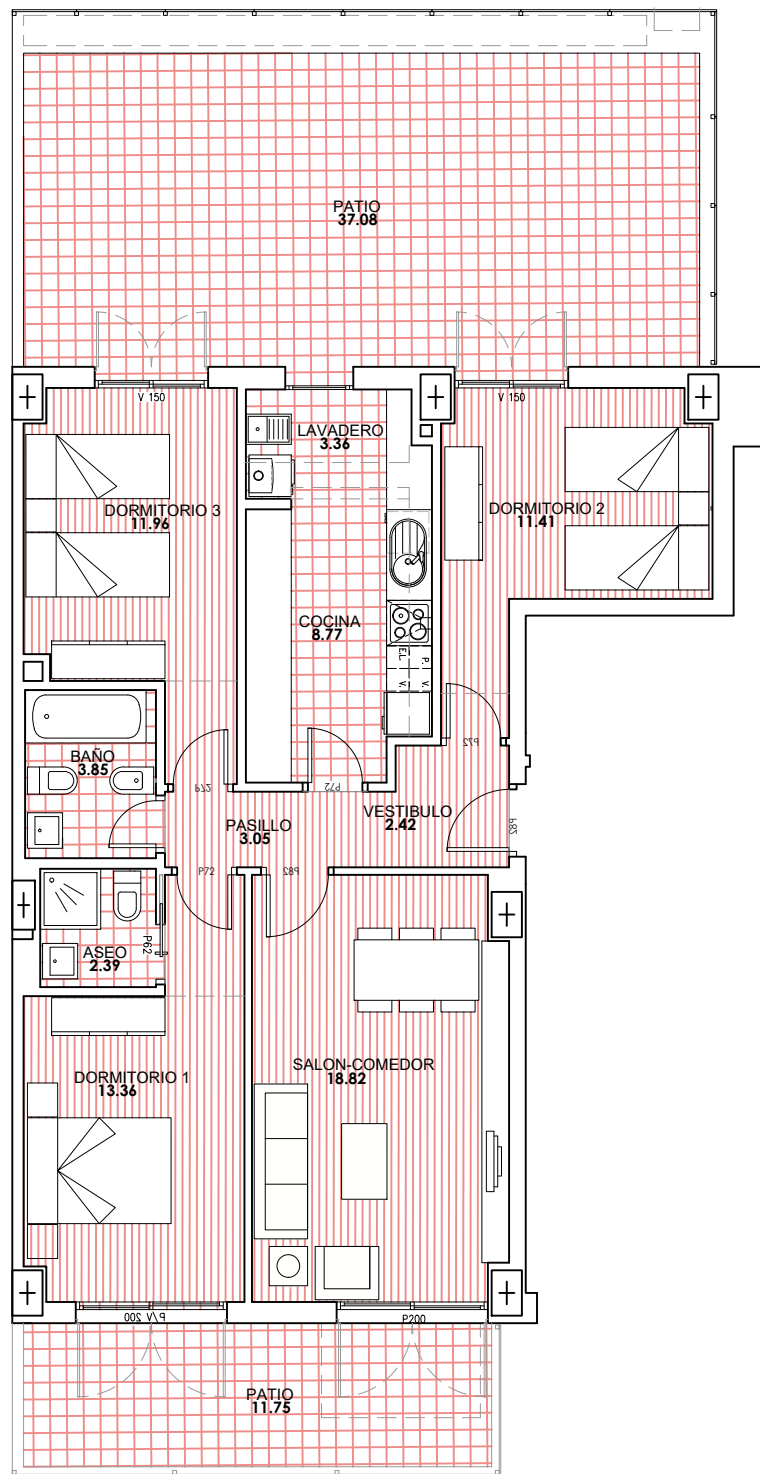 PATIO
37.08
V 150
V 150
LAVADERO
3.36
DORMITORIO 3
11.96
DORMITORIO 2
11.41
COCINA
8.77
E.L. V.
P. V.
P72
BAÑO
3.85
P72
P72
VESTIBULO
2.42
PASILLO
3.05
P82
P72
P82
P62
ASEO
2.39
SALON-COMEDOR
18.82
DORMITORIO 1
13.36
P/V 200
P200
PATIO
11.75